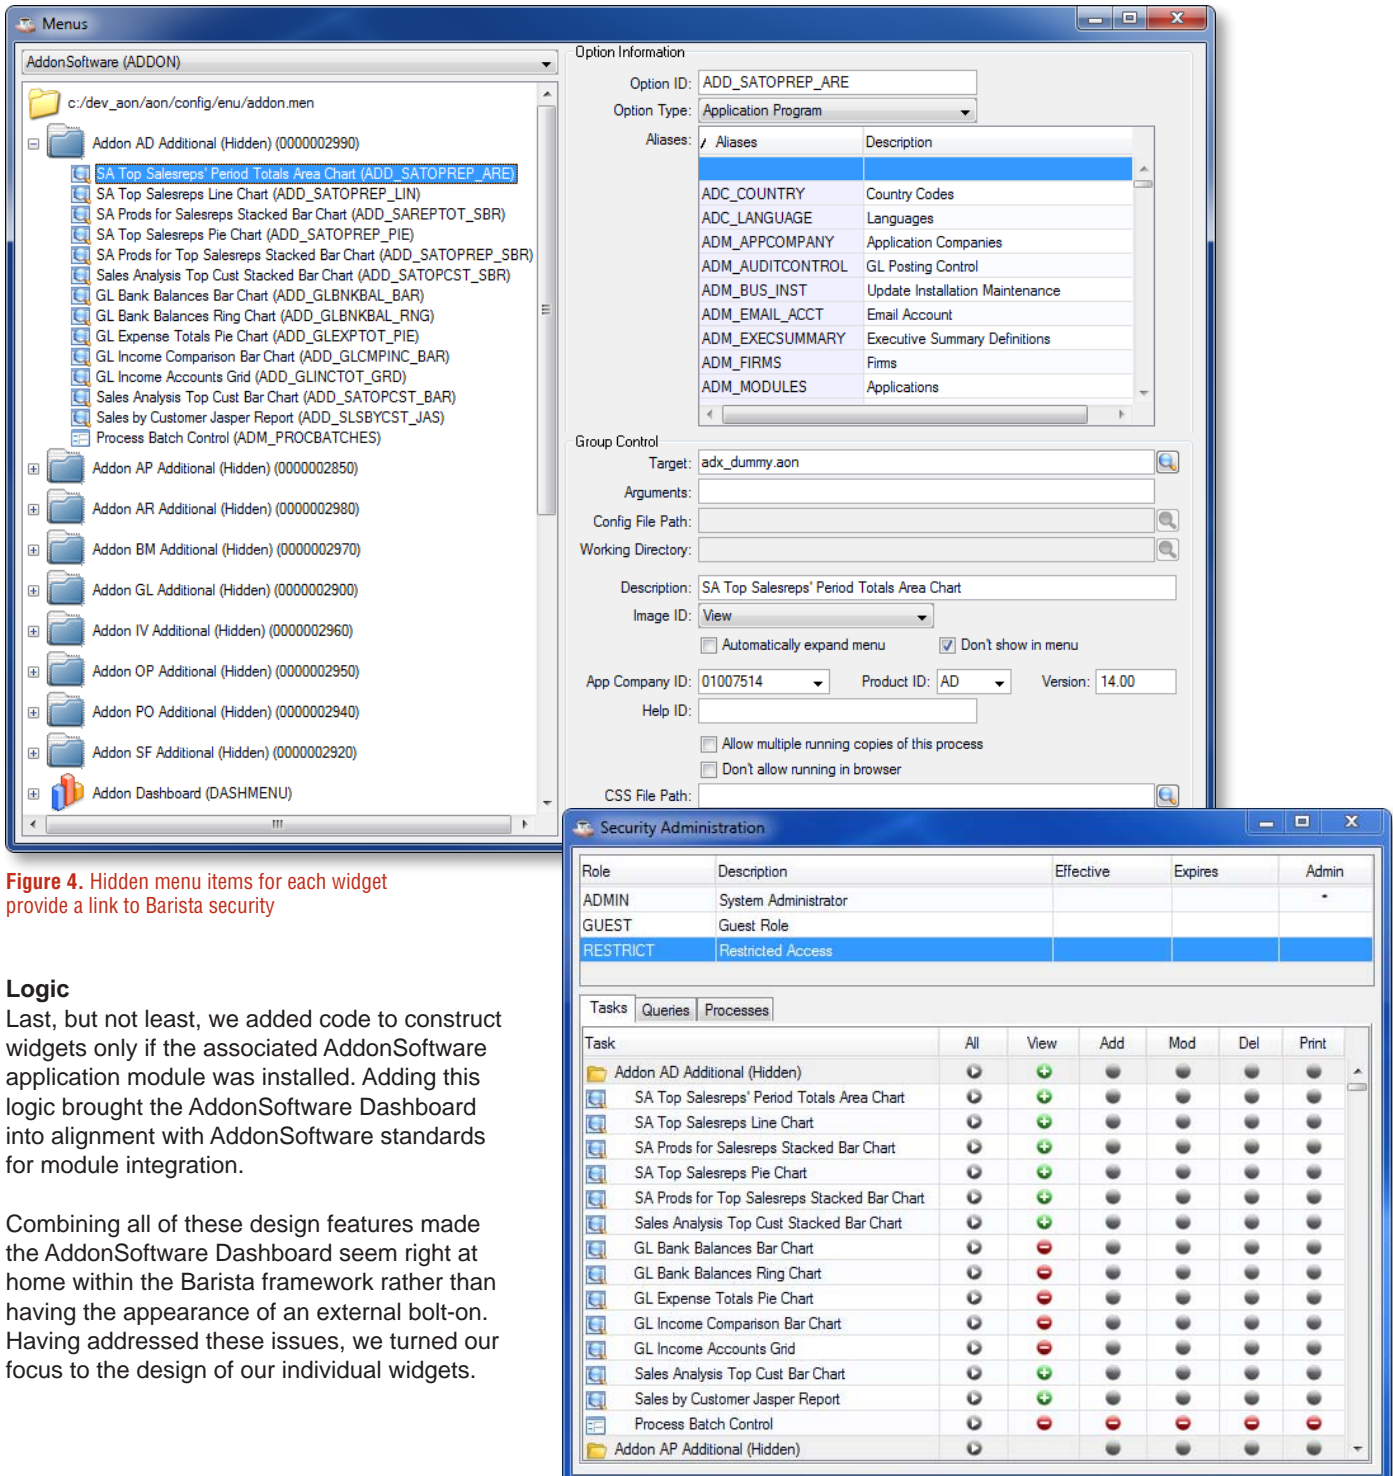 Menus
AddonSoftware (ADDON)
c:/dev_aon/aon/config/enu/addon.men
Addon AD Additional (Hidden) (0000002990)
SA Top Salesreps' Period Totals Area Chart (ADD_SATOPREP_ARE)
SA Top Salesreps Line Chart (ADD_SATOPREP_LIN)
SA Prods for Salesreps Stacked Bar Chart (ADD_SAREPTOT_SBR)
SA Top Salesreps Pie Chart (ADD_SATOPREP_PIE)
SA Prods for Top Salesreps Stacked Bar Chart (ADD_SATOPREP_SBR)
Sales Analysis Top Cust Stacked Bar Chart (ADD_SATOPCST_SBR)
GL Bank Balances Bar Chart (ADD_GLBNKBAL_BAR)
GL Bank Balances Ring Chart (ADD_GLBNKBAL_RNG)
GL Expense Totals Pie Chart (ADD_GLEXPTOT_PIE)
GL Income Comparison Bar Chart (ADD_GLCMPINC_BAR)
GL Income Accounts Grid (ADD_GLINCTOT_GRD)
Sales Analysis Top Cust Bar Chart (ADD_SATOPCST_BAR)
Sales by Customer Jasper Report (ADD_SLSBYCST_JAS)
Process Batch Control (ADM_PROCBATCHES)
Addon AP Additional (Hidden) (0000002850)
Addon AR Additional (Hidden) (0000002980)
Addon BM Additional (Hidden) (0000002970)
Addon GL Additional (Hidden) (0000002900)
Addon IV Additional (Hidden) (0000002960)
Addon OP Additional (Hidden) (0000002950)
Addon PO Additional (Hidden) (0000002940)
Addon SF Additional (Hidden) (0000002920)
Addon Dashboard (DASHMENU)
Option Information
Option ID: ADD_SATOPREP_ARE
Option Type: Application Program
Aliases: Aliases Description
ADC_COUNTRY Country Codes
ADC_LANGUAGE Languages
ADM_APPCOMPANY Application Companies
ADM_AUDITCONTROL GL Posting Control
ADM_BUS_INST Update Installation Maintenance
ADM_EMAIL_ACCT Email Account
ADM_EXECSUMMARY Executive Summary Definitions
ADM_FIRMS Firms
ADM_MODULES Applications
Group Control
Target: adx_dummy.aon
Arguments:
Config File Path:
Working Directory:
Description: SA Top Salesreps' Period Totals Area Chart
Image ID: View
Automatically expand menu Don't show in menu
App Company ID: 01007514 Product ID: AD Version: 14.00
Help ID:
Allow multiple running copies of this process
Don't allow running in browser
CSS File Path:
Figure 4. Hidden menu items for each widget
provide a link to Barista security
Logic
Last, but not least, we added code to construct
widgets only if the associated AddonSoftware
application module was installed. Adding this
logic brought the AddonSoftware Dashboard
into alignment with AddonSoftware standards
for module integration.
Combining all of these design features made
the AddonSoftware Dashboard seem right at
home within the Barista framework rather than
having the appearance of an external bolt-on.
Having addressed these issues, we turned our
focus to the design of our individual widgets.
Security Administration
Role Description Effective Expires Admin
ADMIN System Administrator *
GUEST Guest Role
RESTRICT Restricted Access
Tasks Queries Processes
Task All View Add Mod Del Print
Addon AD Additional (Hidden)
SA Top Salesreps' Period Totals Area Chart
SA Top Salesreps Line Chart
SA Prods for Salesreps Stacked Bar Chart
SA Top Salesreps Pie Chart
SA Prods for Top Salesreps Stacked Bar Chart
Sales Analysis Top Cust Stacked Bar Chart
GL Bank Balances Bar Chart
GL Bank Balances Ring Chart
GL Expense Totals Pie Chart
GL Income Comparison Bar Chart
GL Income Accounts Grid
Sales Analysis Top Cust Bar Chart
Sales by Customer Jasper Report
Process Batch Control
Addon AP Additional (Hidden)